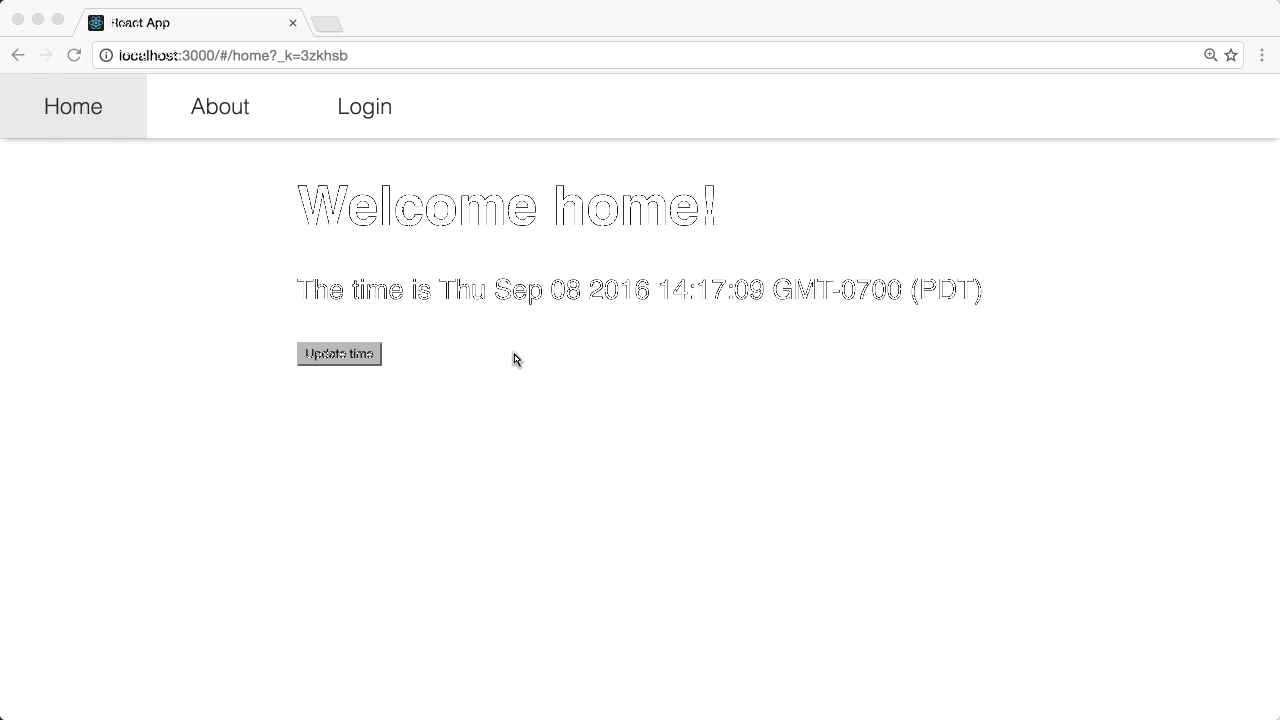 React App
localhost:3000/#/home?_k=3zkhsb
Home About Login
Welcome home!
The time is Thu Sep 08 2016 14:17:09 GMT-0700 (PDT)
Update time